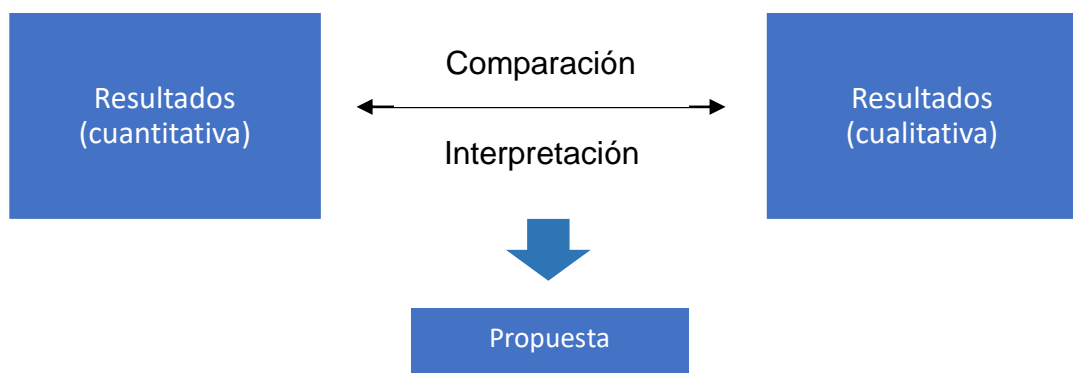 Resultados
(cuantitativa)
Comparación
Interpretación
Resultados
(cualitativa)
Propuesta